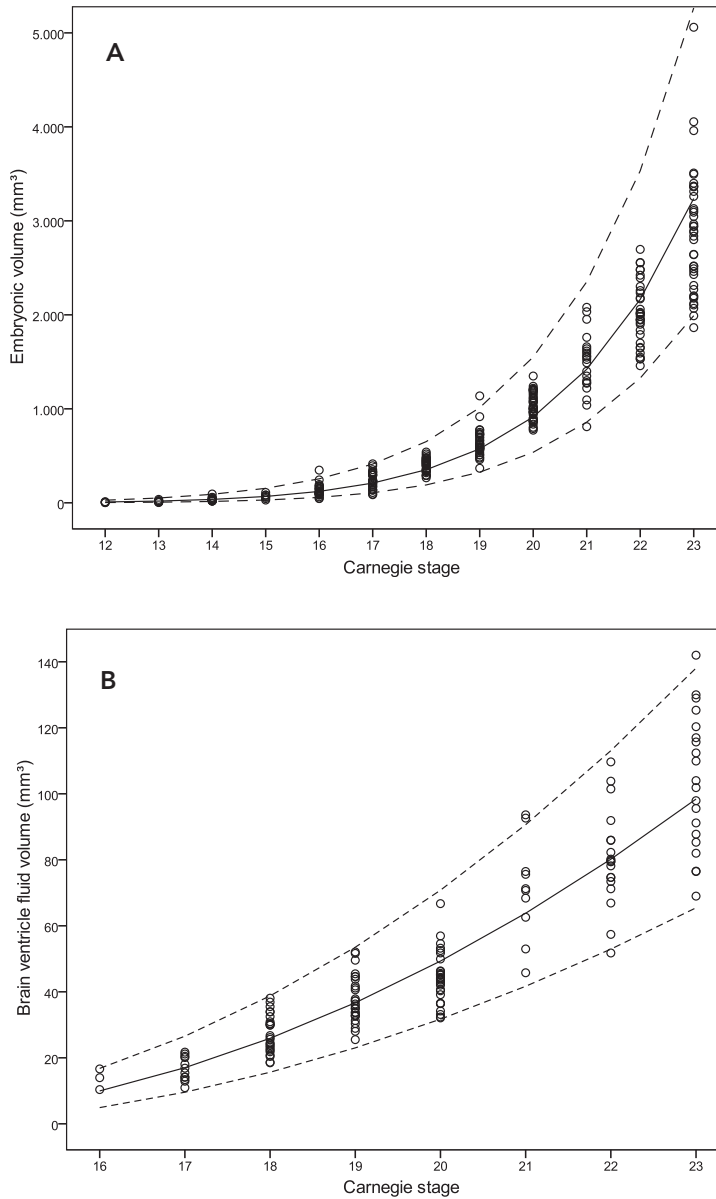 A
5.000
4.000
3.000
2.000
1.000
0
Embryonic volume (mm³)
12 13 14 15 16 17 18 19 20 21 22 23
Carnegie stage
B
140
120
100
80
60
40
20
0
Brain ventricle fluid volume (mm³)
16 17 18 19 20 21 22 23
Carnegie stage